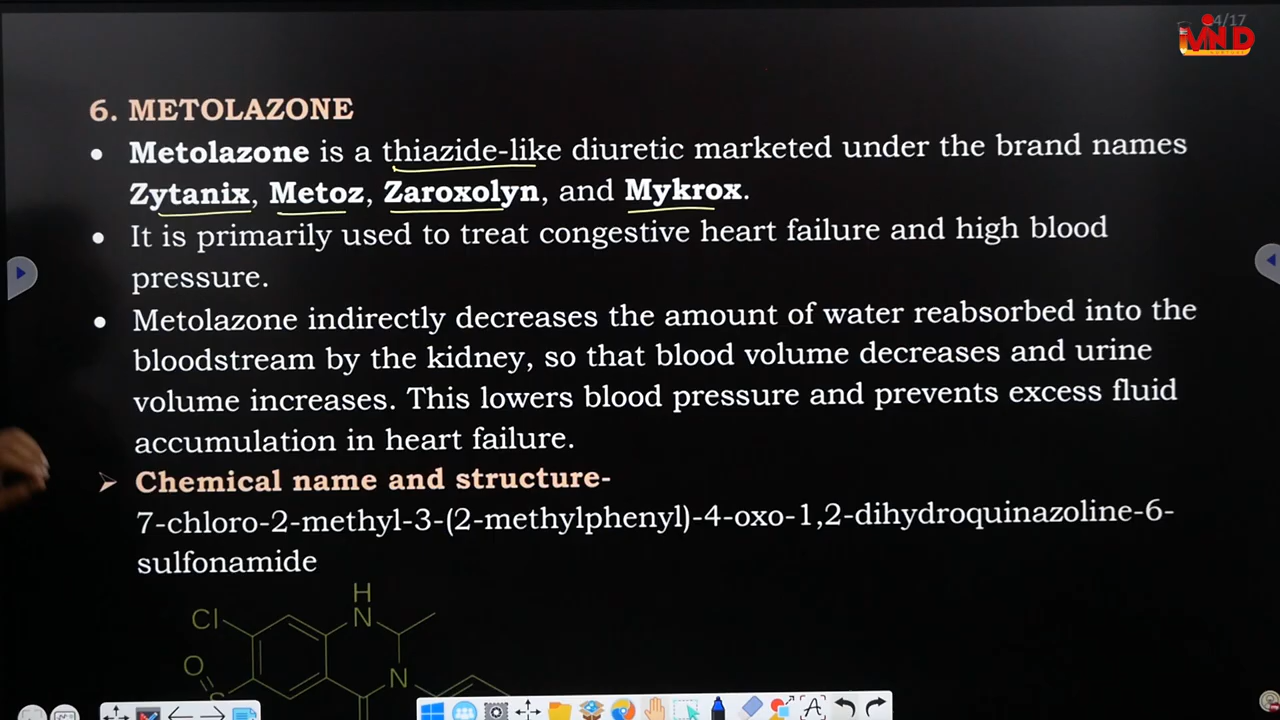 4/17
6. METOLAZONE
• Metolazone is a thiazide-like diuretic marketed under the brand names
Zytanix, Metoz, Zaroxolyn, and Mykrox.
• It is primarily used to treat congestive heart failure and high blood
pressure.
• Metolazone indirectly decreases the amount of water reabsorbed into the
bloodstream by the kidney, so that blood volume decreases and urine
volume increases. This lowers blood pressure and prevents excess fluid
accumulation in heart failure.
➢ Chemical name and structure-
7-chloro-2-methyl-3-(2-methylphenyl)-4-oxo-1,2-dihydroquinazoline-6-
sulfonamide
H
Cl N
O
N
S
A